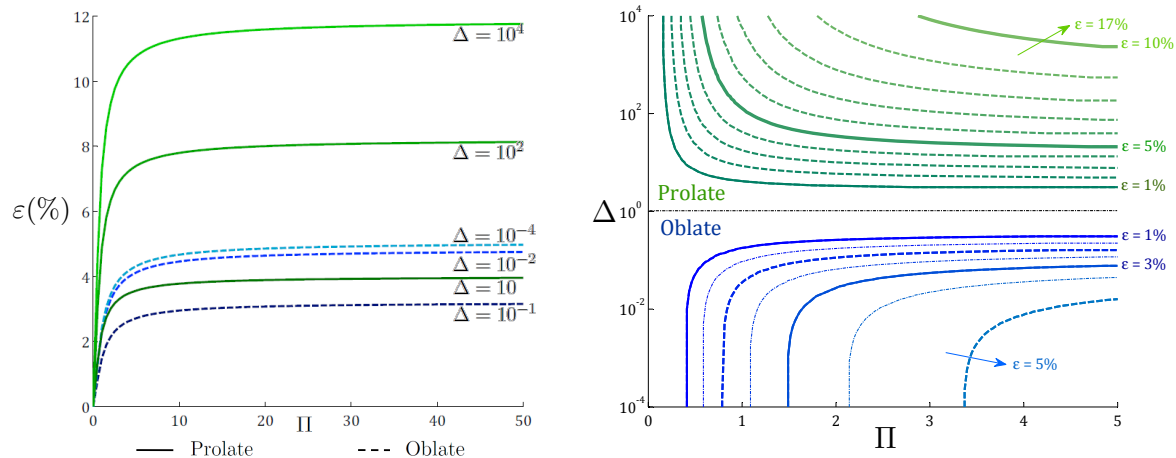 12
10
8
6
4
2
0
ε(%)
Δ = 10⁴
Δ = 10²
Δ = 10⁻⁴
Δ = 10⁻²
Δ = 10
Δ = 10⁻¹
0 10 20 30 40 50
Π
Prolate Oblate
10⁴
10²
10⁰
10⁻²
10⁻⁴
Δ
ε = 17%
ε = 10%
ε = 5%
ε = 1%
Prolate
Oblate
ε = 1%
ε = 3%
ε = 5%
0 1 2 3 4 5
Π